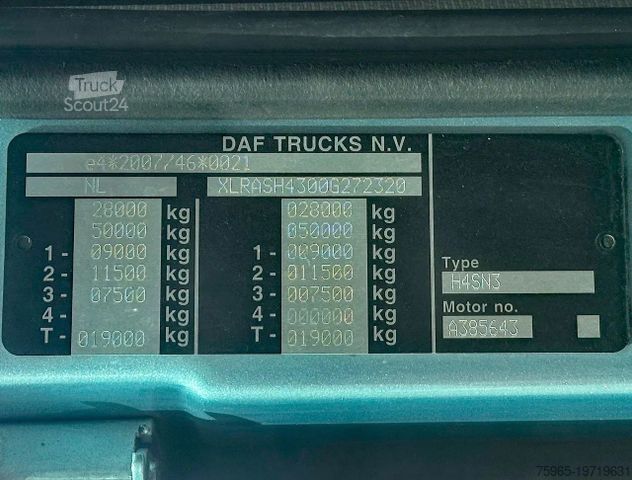 Truck
Scout24
DAF TRUCKS N.V.
e4*2007/46*0021
NL XLRASH4300G272320
28000 kg 028000 kg
50000 kg 050000 kg
1- 09000 kg 1- 009000 kg
2- 11500 kg 2- 011500 kg
3- 07500 kg 3- 007500 kg
4- kg 4- 000000 kg
T- 019000 kg T- 019000 kg
Type
H4SN3
Motor no.
A385643
75965-19719631